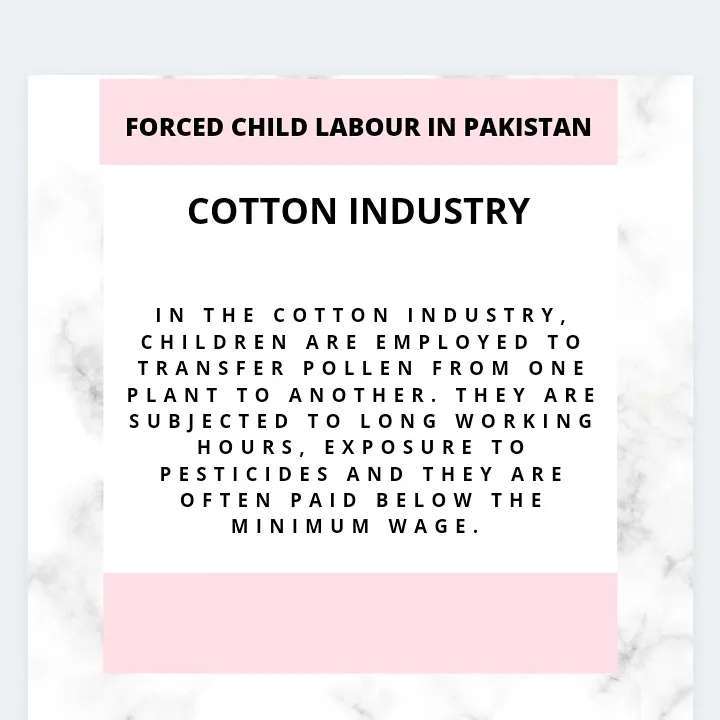 FORCED CHILD LABOUR IN PAKISTAN
COTTON INDUSTRY
IN THE COTTON INDUSTRY,
CHILDREN ARE EMPLOYED TO
TRANSFER POLLEN FROM ONE
PLANT TO ANOTHER. THEY ARE
SUBJECTED TO LONG WORKING
HOURS, EXPOSURE TO
PESTICIDES AND THEY ARE
OFTEN PAID BELOW THE
MINIMUM WAGE.